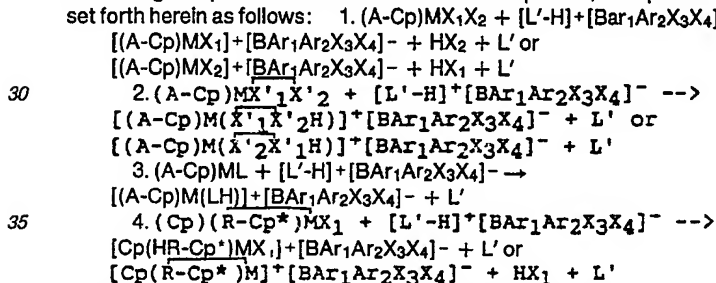 set forth herein as follows: 1. (A-Cp)MX₁X₂ + [L'-H]+[Bar₁Ar₂X₃X₄]
[(A-Cp)MX₁]+[BAr₁Ar₂X₃X₄]- + HX₂ + L' or
[(A-Cp)MX₂]+[BAr₁Ar₂X₃X₄]- + HX₁ + L'
30 2. (A-Cp)MX'₁X'₂ + [L'-H]⁺[BAr₁Ar₂X₃X₄]⁻ -->
[(A-Cp)M(X'₁X'₂H)]⁺[BAr₁Ar₂X₃X₄]⁻ + L' or
[(A-Cp)M(X'₂X'₁H)]⁺[BAr₁Ar₂X₃X₄]⁻ + L'
3. (A-Cp)ML + [L'-H]+[BAr₁Ar₂X₃X₄]- →
[(A-Cp)M(LH)]+[BAr₁Ar₂X₃X₄]- + L'
35 4. (Cp)(R-Cp*)MX₁ + [L'-H]⁺[BAr₁Ar₂X₃X₄]⁻ -->
[Cp(HR-Cp*)MX₁]+[BAr₁Ar₂X₃X₄]- + L' or
[Cp(R-Cp*)M]⁺[BAr₁Ar₂X₃X₄]⁻ + HX₁ + L'